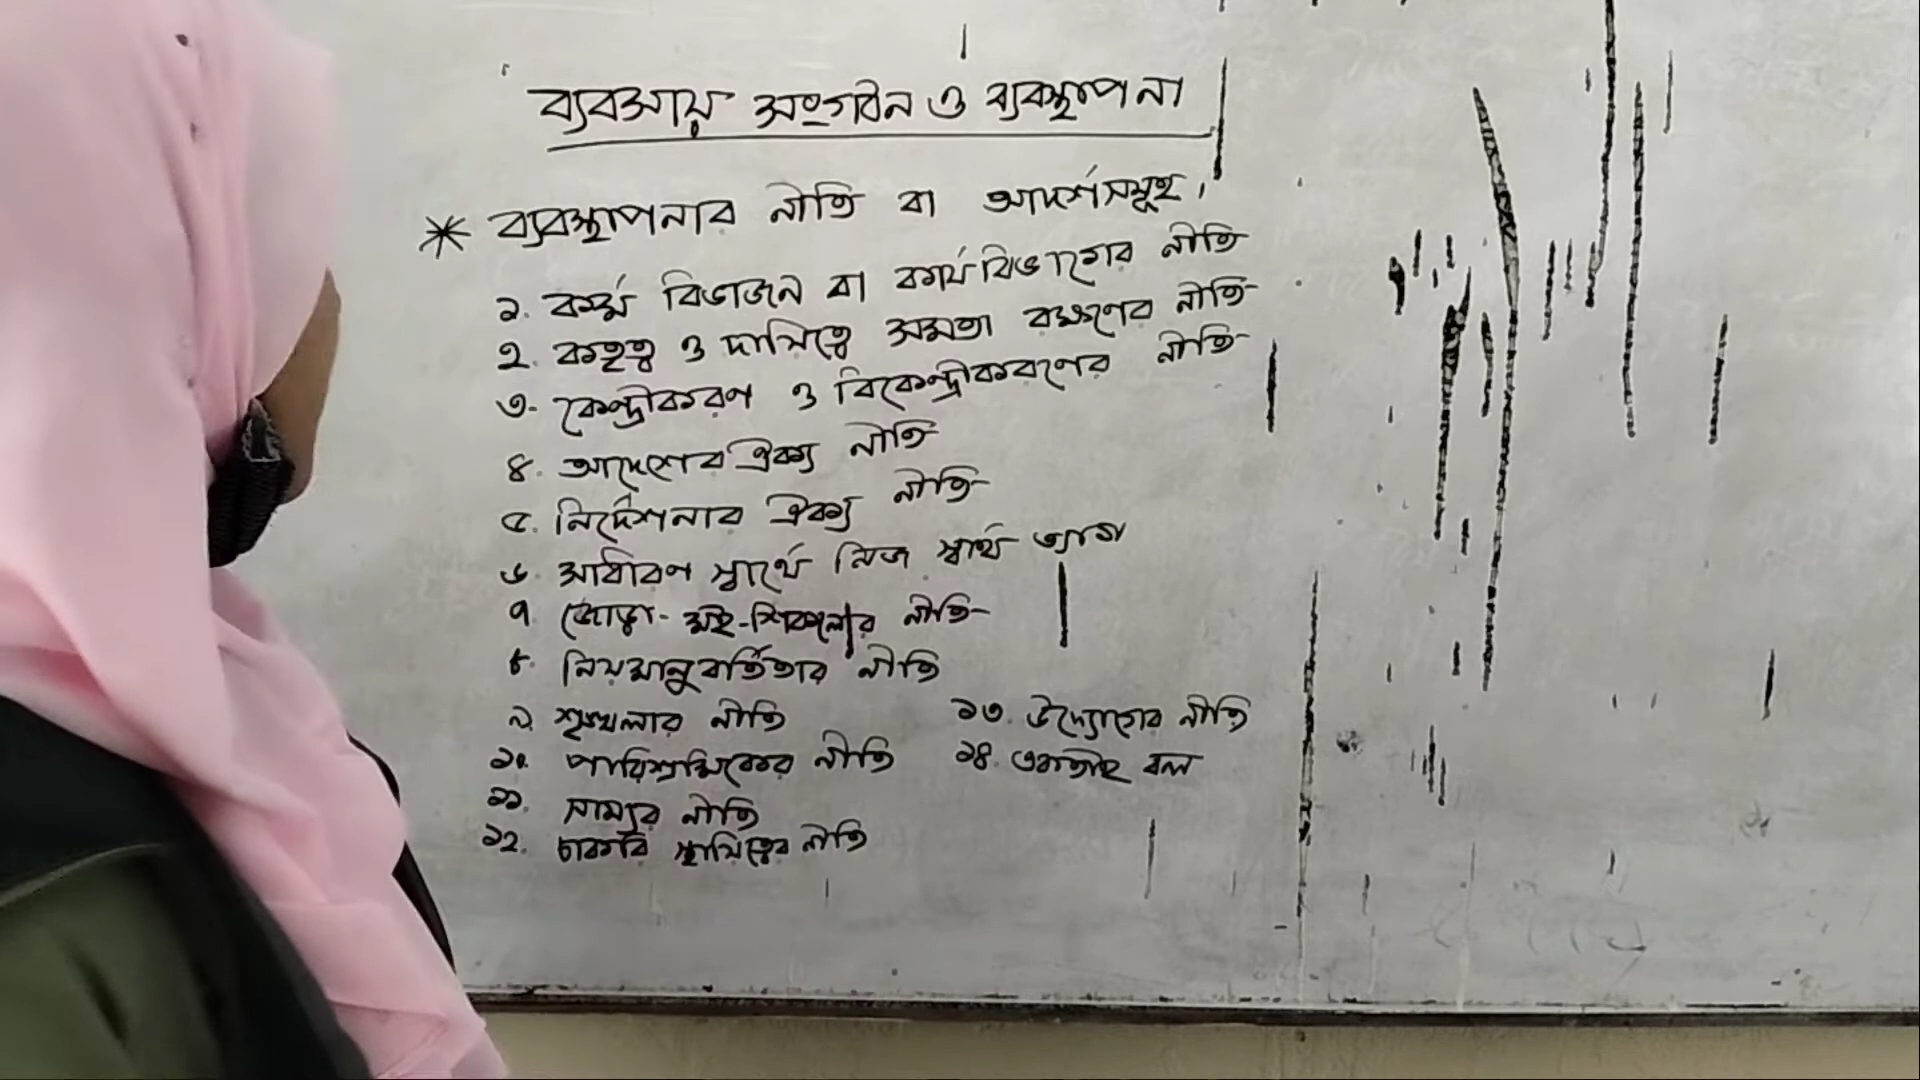 ব্যবসায় সংগঠন ও ব্যবস্থাপনা
* ব্যবস্থাপনার নীতি বা আদর্শসমূহ।
১. কর্ম বিভাজন বা কার্যবিভাগের নীতি
২. কর্তৃত্ব ও দায়িত্বে সমতা রক্ষণের নীতি
৩. কেন্দ্রীকরণ ও বিকেন্দ্রীকরণের নীতি
৪. আদেশের ঐক্য নীতি
৫. নির্দেশনার ঐক্য নীতি
৬. সাধারণ স্বার্থে নিজ স্বার্থ ত্যাগ
৭. জোড়া-মই-শিকলের নীতি
৮. নিয়মানুবর্তিতার নীতি
৯. শৃঙ্খলার নীতি
১০. পারিশ্রমিকের নীতি
১১. সাম্যের নীতি
১২. চাকরি স্থায়িত্বের নীতি
১৩. উদ্যোগের নীতি
১৪. একতাই বল